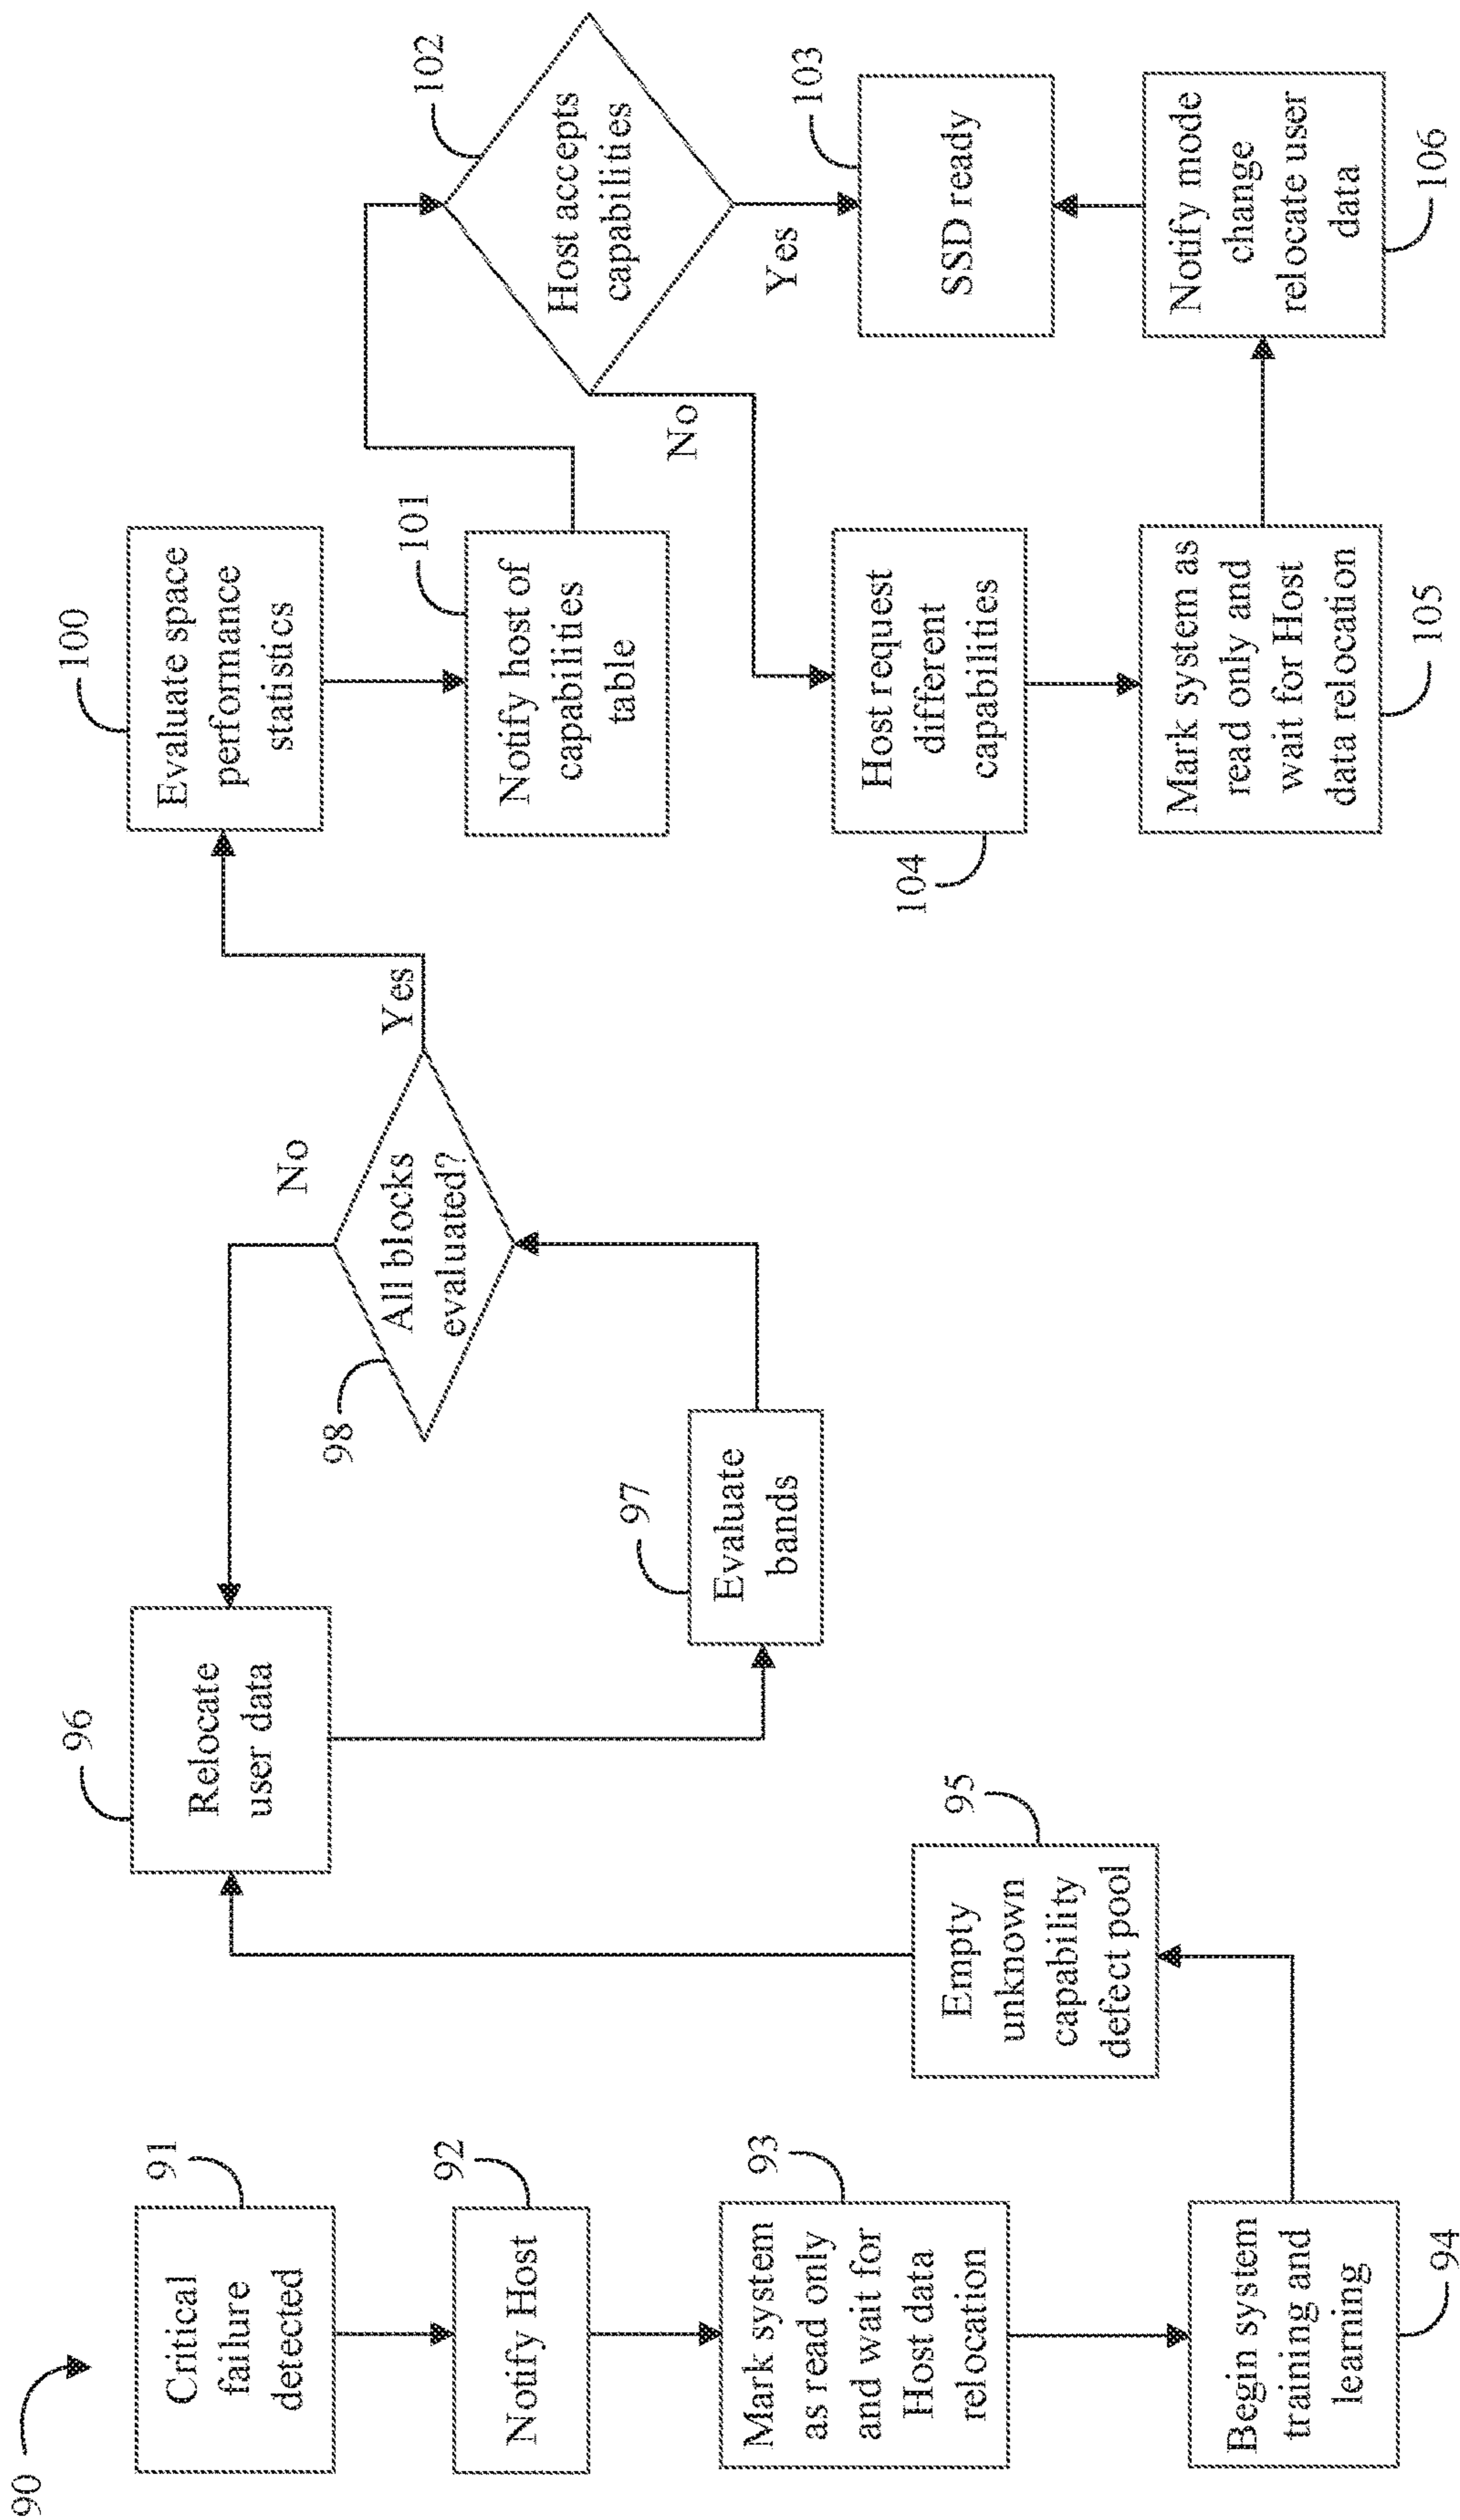 90
91
Critical
failure
detected
92
Notify Host
93
Mark system
as read only
and wait for
Host data
relocation
Begin system
training and
learning
94
95
Empty
unknown
capability
defect pool
96
Relocate
user data
97
Evaluate
bands
98
All blocks
evaluated?
No
Yes
100
Evaluate space
performance
statistics
101
Notify host of
capabilities
table
102
Host accepts
capabilities
No
Yes
103
SSD ready
104
Host request
different
capabilities
Mark system as
read only and
wait for Host
data relocation
105
Notify mode
change
relocate user
data
106